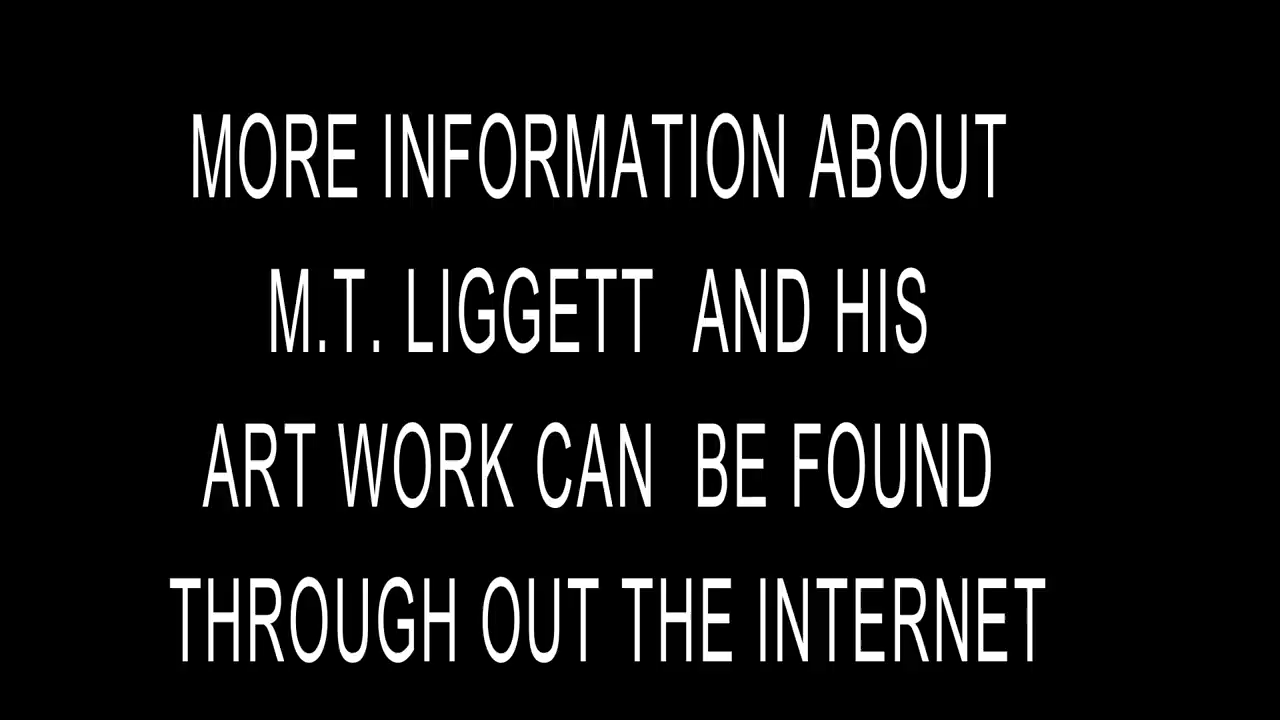 MORE INFORMATION ABOUT
M.T. LIGGETT  AND HIS
ART WORK CAN  BE FOUND
THROUGH OUT THE INTERNET